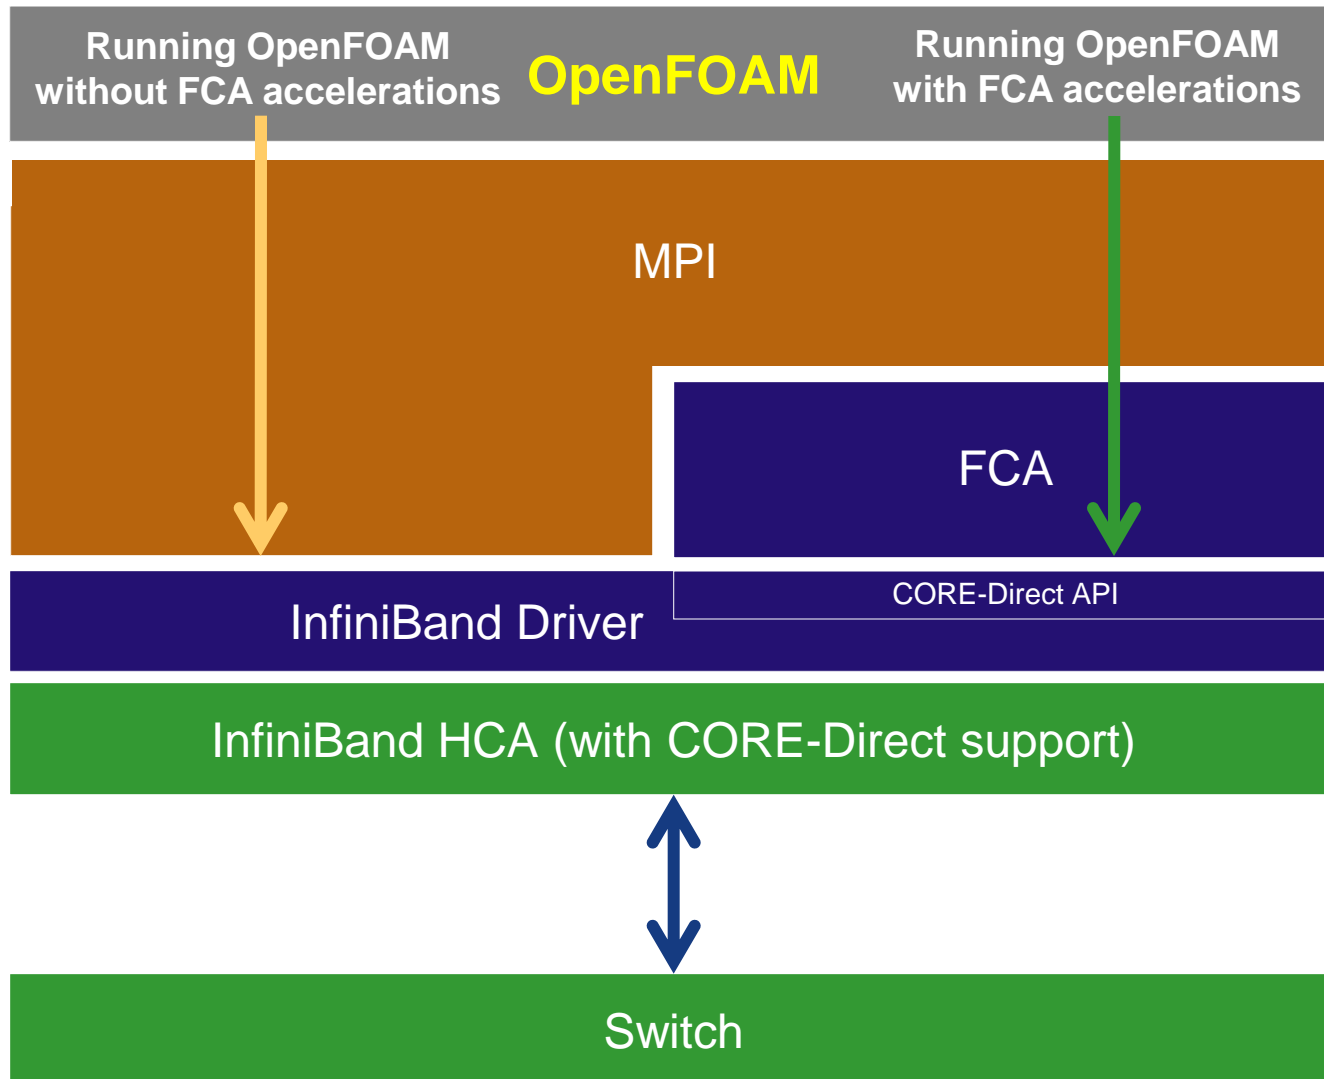 Running OpenFOAM
without FCA accelerations
OpenFOAM
Running OpenFOAM
with FCA accelerations
MPI
FCA
CORE-Direct API
InfiniBand Driver
InfiniBand HCA (with CORE-Direct support)
Switch